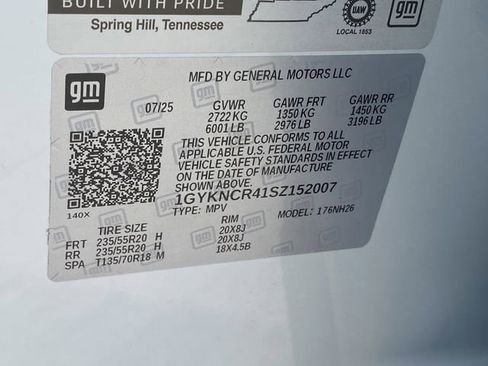 BUILT WITH PRIDE
Spring Hill, Tennessee
UAW
LOCAL 1853
gm
gm
MFD BY GENERAL MOTORS LLC
07/25 GVWR GAWR FRT GAWR RR
2722 KG 1350 KG 1450 KG
6001 LB 2976 LB 3196 LB
THIS VEHICLE CONFORMS TO ALL
APPLICABLE U.S. FEDERAL MOTOR
VEHICLE SAFETY STANDARDS IN EFFECT
ON THE DATE OF MANUFACTURE
SHOWN ABOVE.
1GYKNCR41SZ152007
140X
TYPE: MPV MODEL: 176NH26
TIRE SIZE RIM
FRT 235/55R20 H 20X8J
RR 235/55R20 H 20X8J
SPA T135/70R18 M 18X4.5B